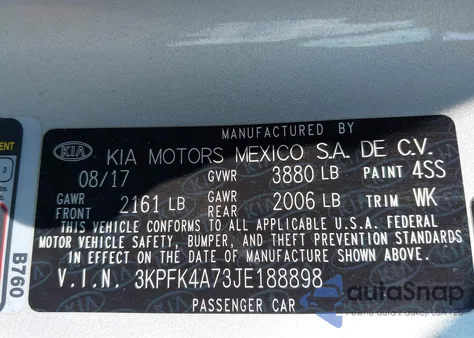 MANUFACTURED BY
KIA KIA MOTORS MEXICO S.A. DE C.V.
08/17 GVWR 3880 LB PAINT 4SS
GAWR FRONT 2161 LB GAWR REAR 2006 LB TRIM WK
THIS VEHICLE CONFORMS TO ALL APPLICABLE U.S.A. FEDERAL
MOTOR VEHICLE SAFETY, BUMPER, AND THEFT PREVENTION STANDARDS
IN EFFECT ON THE DATE OF MANUFACTURE SHOWN ABOVE.
V.I.N. 3KPFK4A73JE188898
PASSENGER CAR
B760
3
autoSnap